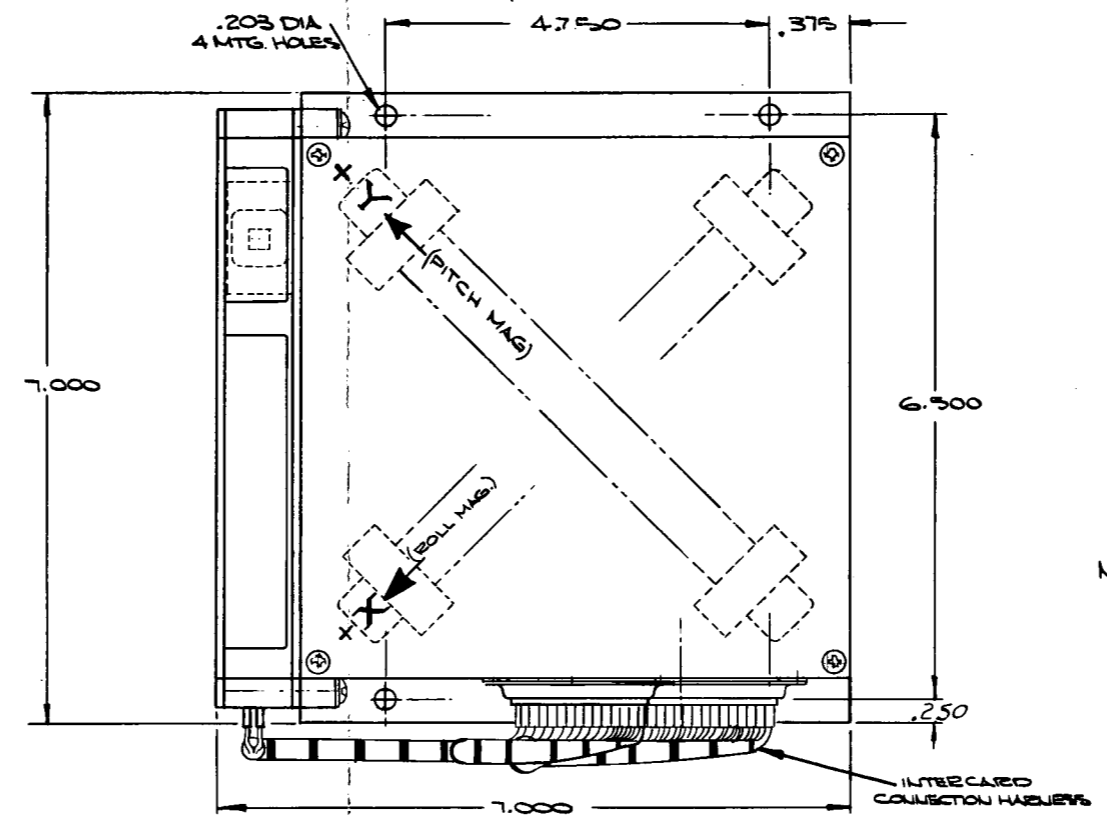 .203 DIA
4 MTG. HOLES
4.750
.375
Y
(PITCH MAG)
7.000
6.500
(ROLL MAG.)
X
.250
7.000
INTERCARD
CONNECTION HARNESS